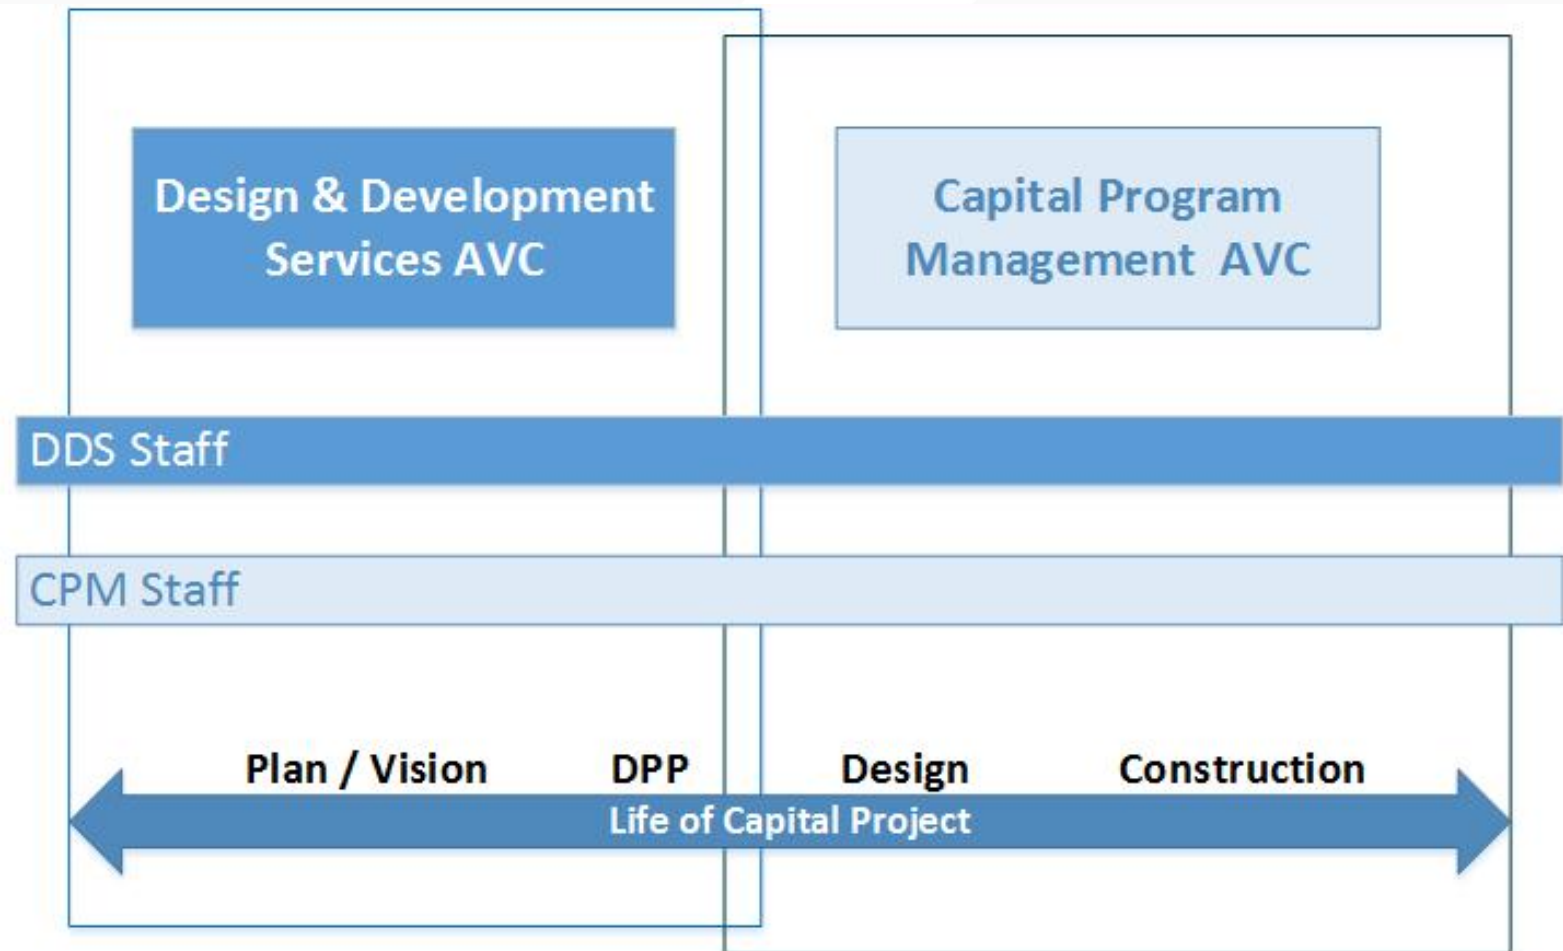 Design & Development
Services AVC
Capital Program
Management AVC
DDS Staff
CPM Staff
Plan / Vision
DPP
Design
Construction
Life of Capital Project